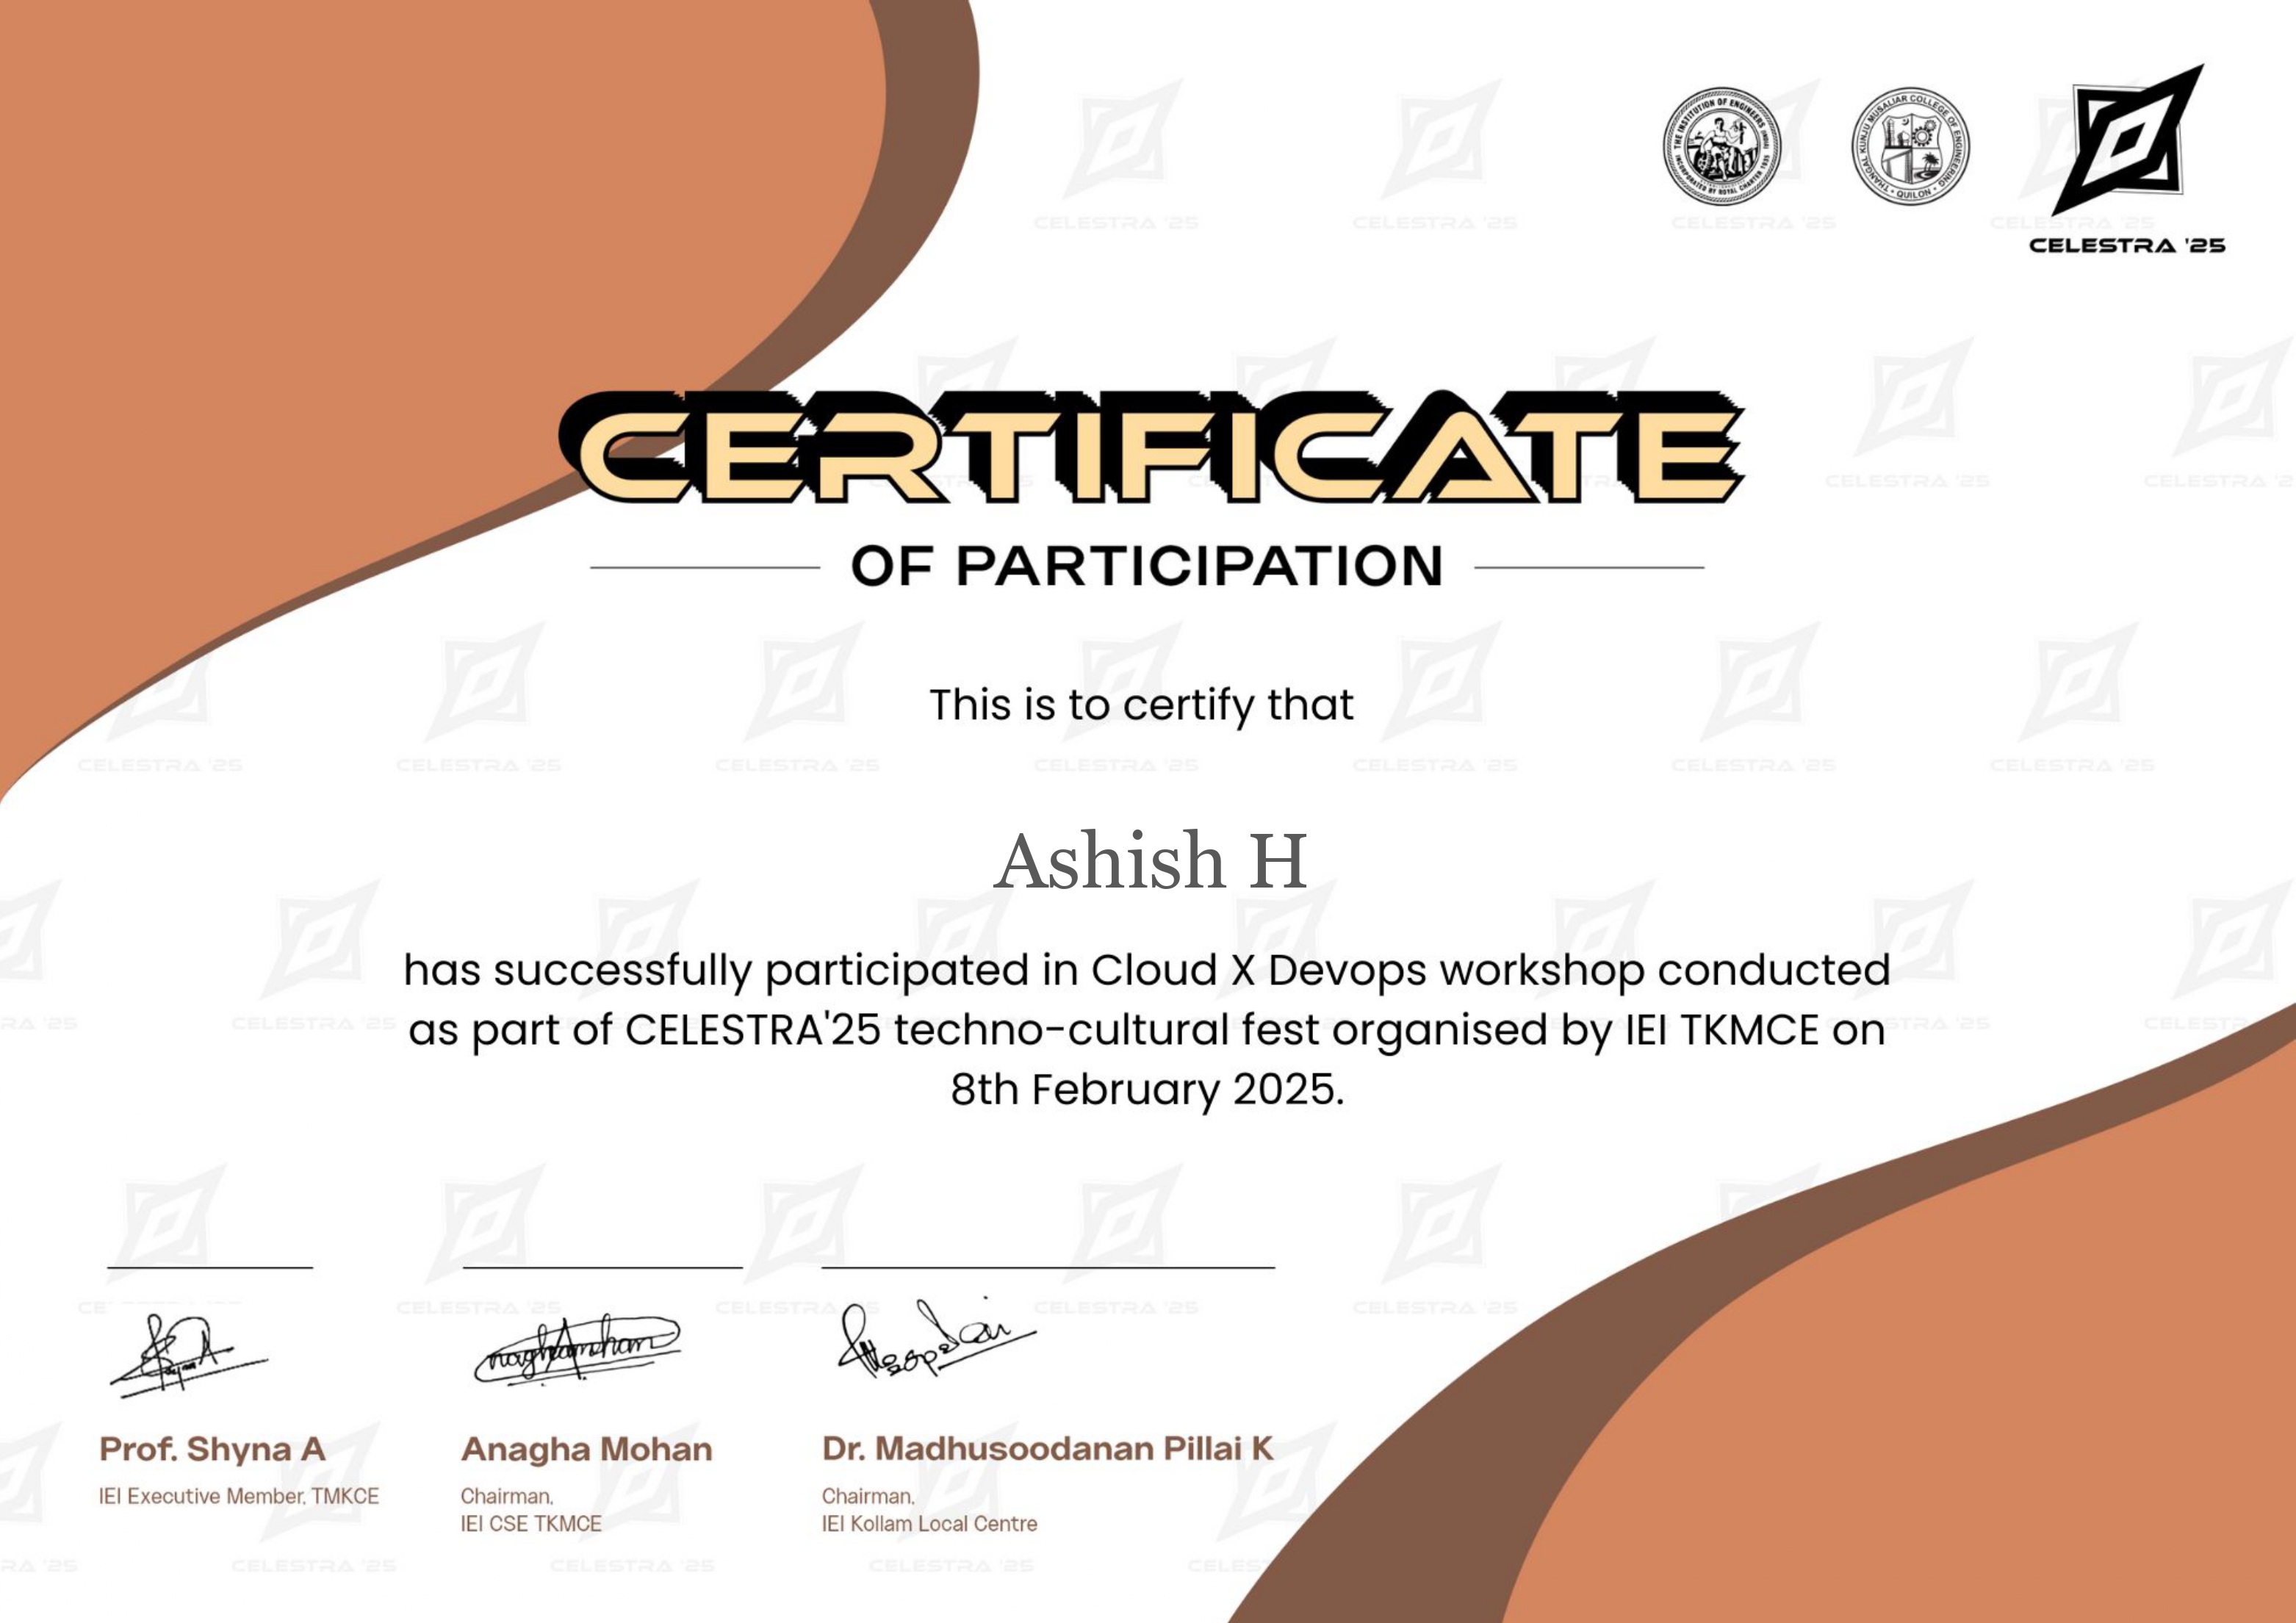 THE INSTITUTION OF ENGINEERS (INDIA)
INCORPORATED BY ROYAL CHARTER 1935
THANGAL KUNJU MUSALIAR COLLEGE OF ENGINEERING
QUILON
CELESTRA '25
CERTIFICATE
OF PARTICIPATION
This is to certify that
Ashish H
has successfully participated in Cloud X Devops workshop conducted
as part of CELESTRA'25 techno-cultural fest organised by IEI TKMCE on
8th February 2025.
Prof. Shyna A
IEI Executive Member, TMKCE
Anagha Mohan
Chairman,
IEI CSE TKMCE
Dr. Madhusoodanan Pillai K
Chairman,
IEI Kollam Local Centre